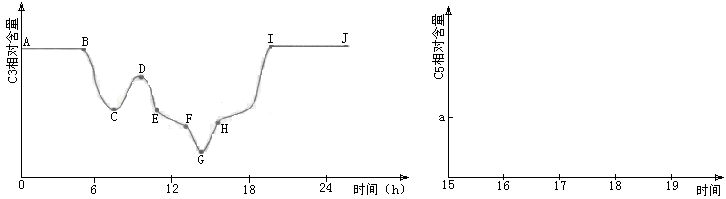 C3相对含量
A B C D E F G H I J
0 6 12 18 24 时间（h）
C5相对含量
a
15 16 17 18 19 时间